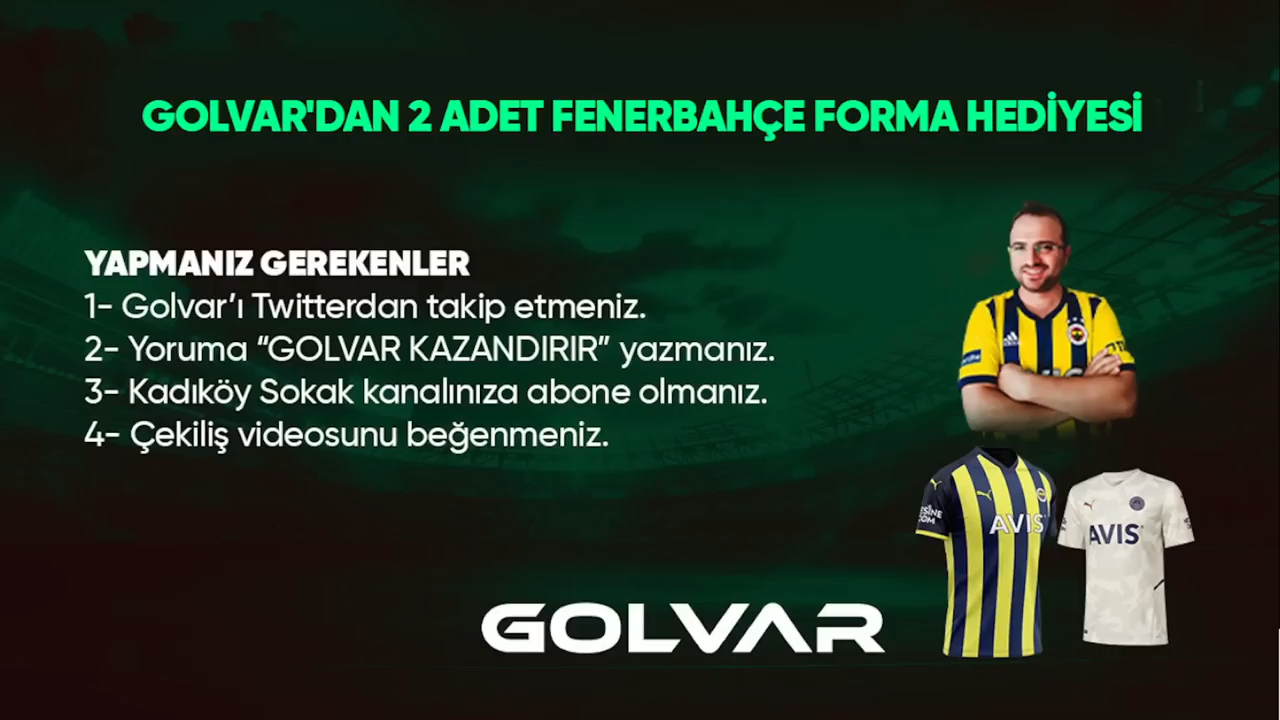 GOLVAR'DAN 2 ADET FENERBAHÇE FORMA HEDİYESİ
YAPMANIZ GEREKENLER
1- Golvar’ı Twitterdan takip etmeniz.
2- Yoruma “GOLVAR KAZANDIRIR” yazmanız.
3- Kadıköy Sokak kanalınıza abone olmanız.
4- Çekiliş videosunu beğenmeniz.
AVIS
AVIS
GOLVAR